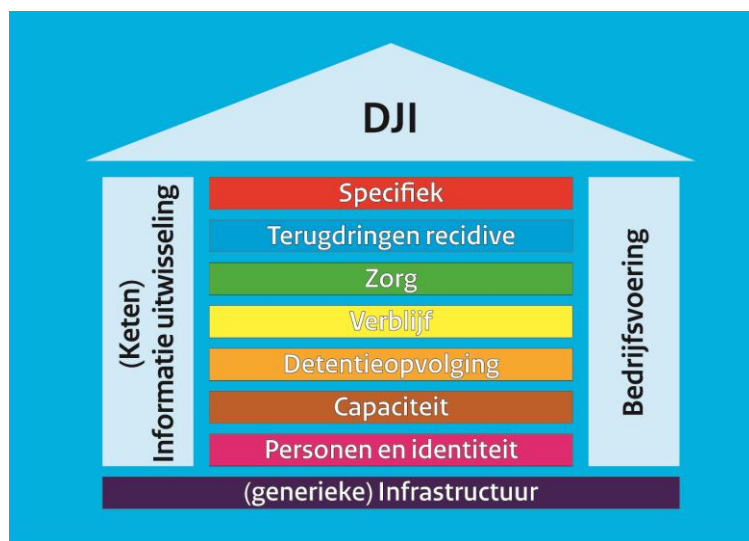 DJI
(Keten)
Informatie uitwisseling
Specifiek
Terugdringen recidive
Zorg
Verblijf
Detentieopvolging
Capaciteit
Personen en identiteit
Bedrijfsvoering
(generieke) Infrastructuur